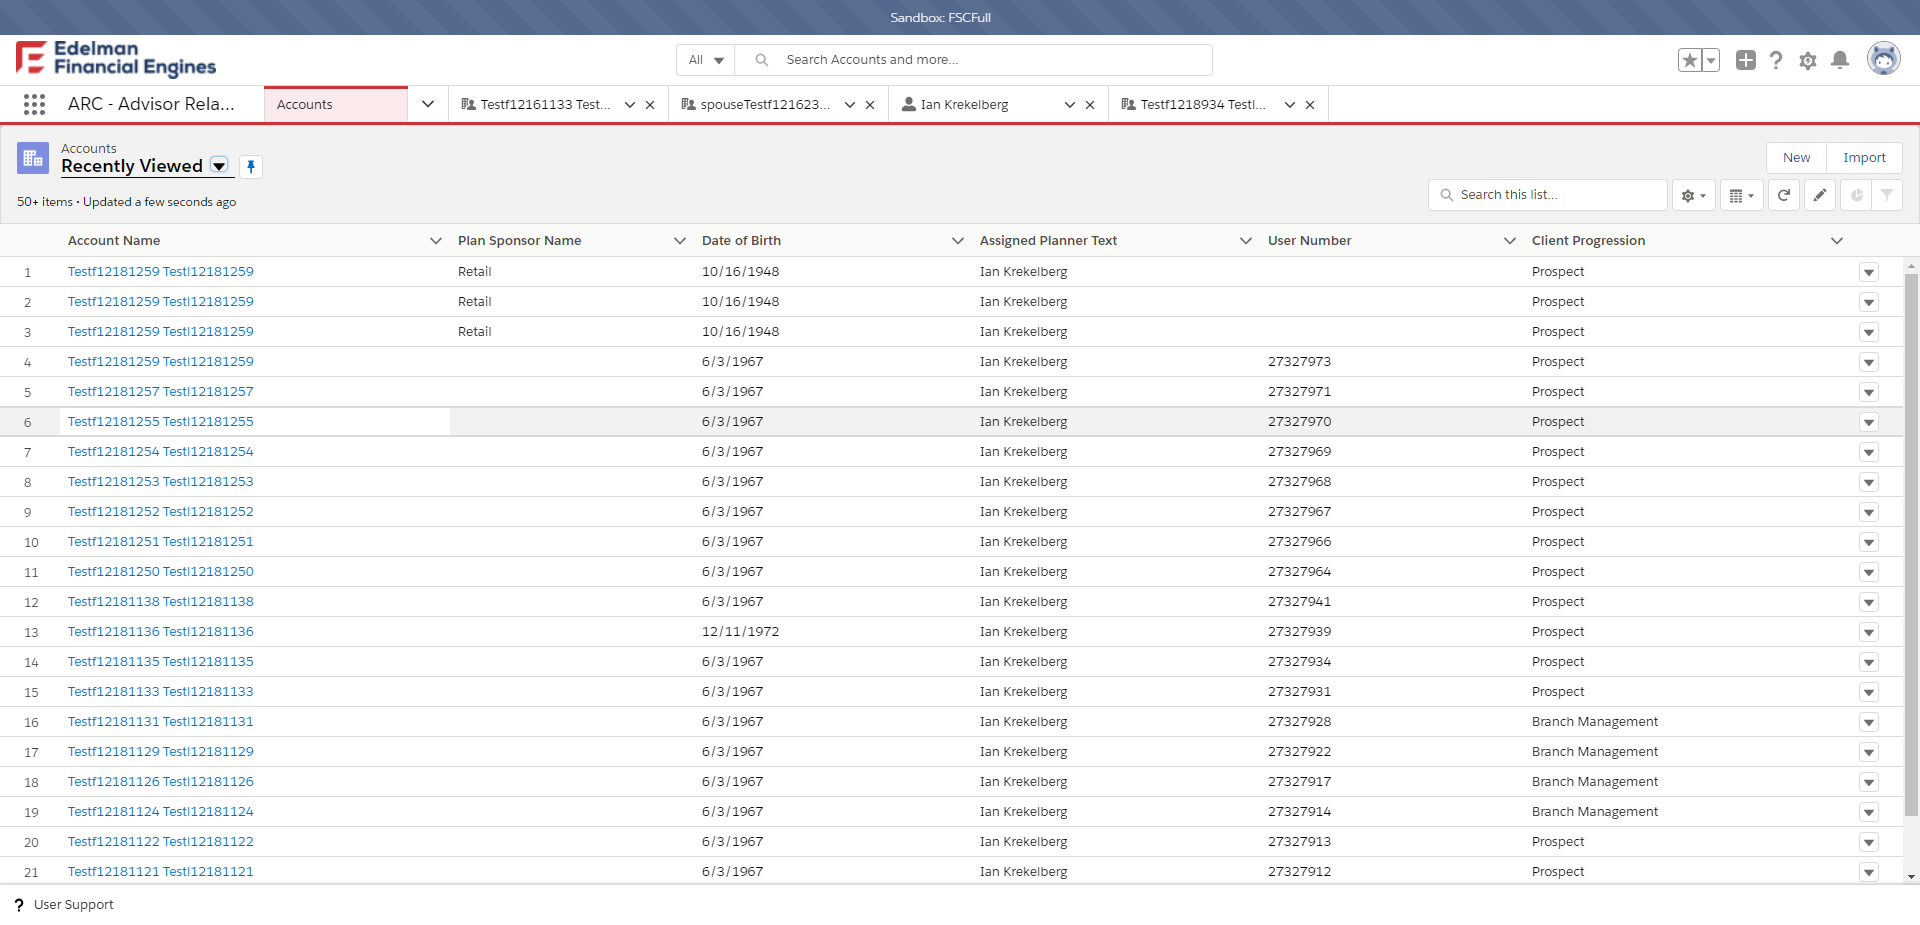 Sandbox: FSCFull
Edelman
Financial Engines
All
Search Accounts and more...
ARC - Advisor Rela...
Accounts
Testf12161133 Test...
spouseTestf121623...
Ian Krekelberg
Testf1218934 Testl...
Accounts
Recently Viewed
New
Import
50+ items • Updated a few seconds ago
Search this list...
Account Name Plan Sponsor Name Date of Birth Assigned Planner Text User Number Client Progression
1 Testf12181259 Testl12181259 Retail 10/16/1948 Ian Krekelberg Prospect
2 Testf12181259 Testl12181259 Retail 10/16/1948 Ian Krekelberg Prospect
3 Testf12181259 Testl12181259 Retail 10/16/1948 Ian Krekelberg Prospect
4 Testf12181259 Testl12181259 6/3/1967 Ian Krekelberg 27327973 Prospect
5 Testf12181257 Testl12181257 6/3/1967 Ian Krekelberg 27327971 Prospect
6 Testf12181255 Testl12181255 6/3/1967 Ian Krekelberg 27327970 Prospect
7 Testf12181254 Testl12181254 6/3/1967 Ian Krekelberg 27327969 Prospect
8 Testf12181253 Testl12181253 6/3/1967 Ian Krekelberg 27327968 Prospect
9 Testf12181252 Testl12181252 6/3/1967 Ian Krekelberg 27327967 Prospect
10 Testf12181251 Testl12181251 6/3/1967 Ian Krekelberg 27327966 Prospect
11 Testf12181250 Testl12181250 6/3/1967 Ian Krekelberg 27327964 Prospect
12 Testf12181138 Testl12181138 6/3/1967 Ian Krekelberg 27327941 Prospect
13 Testf12181136 Testl12181136 12/11/1972 Ian Krekelberg 27327939 Prospect
14 Testf12181135 Testl12181135 6/3/1967 Ian Krekelberg 27327934 Prospect
15 Testf12181133 Testl12181133 6/3/1967 Ian Krekelberg 27327931 Prospect
16 Testf12181131 Testl12181131 6/3/1967 Ian Krekelberg 27327928 Branch Management
17 Testf12181129 Testl12181129 6/3/1967 Ian Krekelberg 27327922 Branch Management
18 Testf12181126 Testl12181126 6/3/1967 Ian Krekelberg 27327917 Branch Management
19 Testf12181124 Testl12181124 6/3/1967 Ian Krekelberg 27327914 Branch Management
20 Testf12181122 Testl12181122 6/3/1967 Ian Krekelberg 27327913 Prospect
21 Testf12181121 Testl12181121 6/3/1967 Ian Krekelberg 27327912 Prospect
? User Support